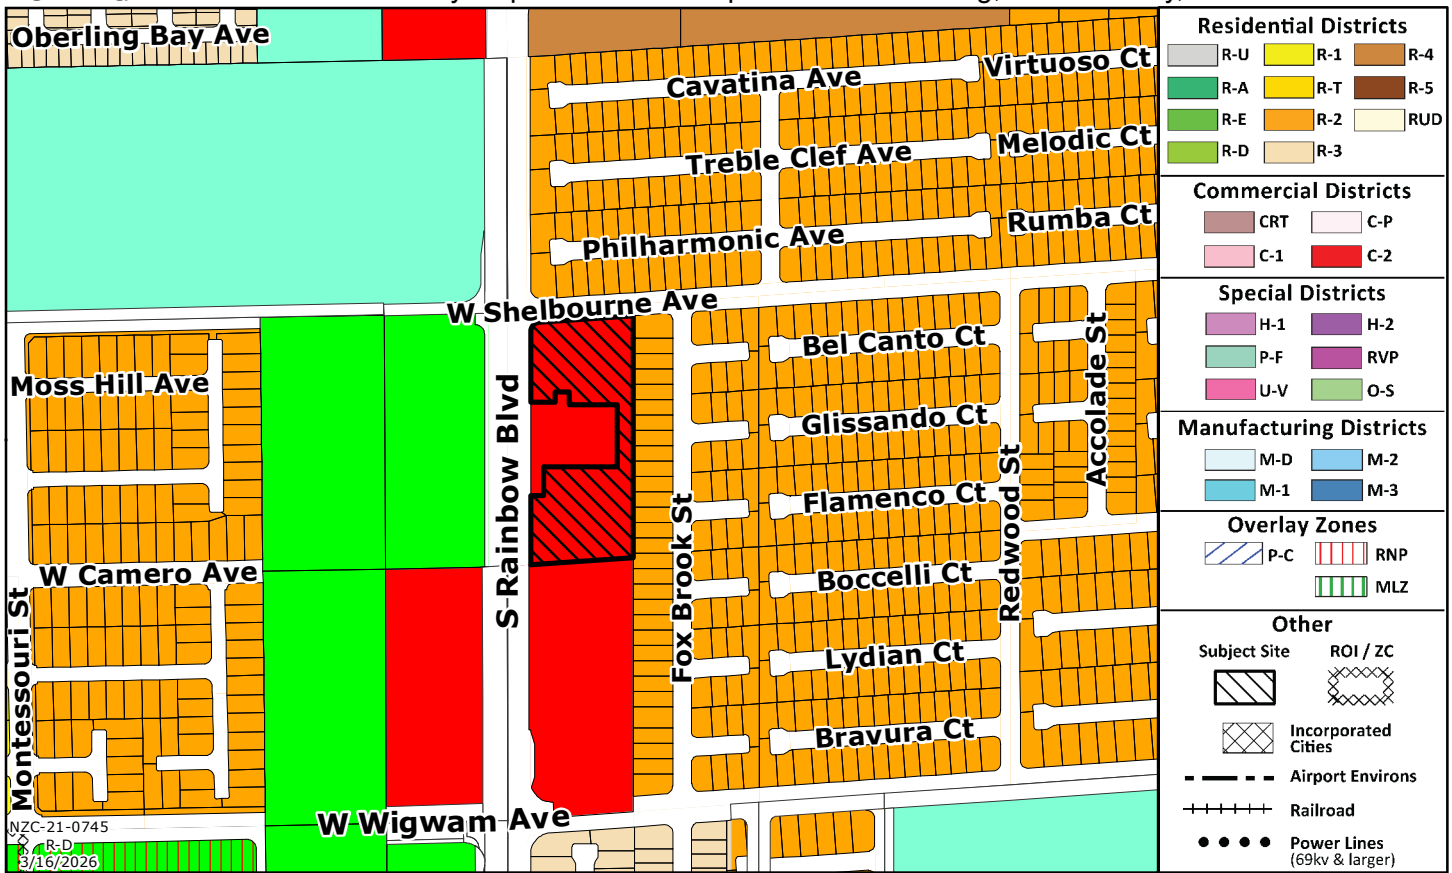 Oberling Bay Ave
Cavatina Ave
Virtuoso Ct
Treble Clef Ave
Melodic Ct
Philharmonic Ave
Rumba Ct
W Shelbourne Ave
Moss Hill Ave
Bel Canto Ct
Glissando Ct
Flamenco Ct
Boccelli Ct
Lydian Ct
Bravura Ct
W Camero Ave
W Wigwam Ave
S Rainbow Blvd
Fox Brook St
Redwood St
Accolade St
Montessouri St
NZC-21-0745
R-D
3/16/2026
Residential Districts
R-U R-1 R-4
R-A R-T R-5
R-E R-2 RUD
R-D R-3
Commercial Districts
CRT C-P
C-1 C-2
Special Districts
H-1 H-2
P-F RVP
U-V O-S
Manufacturing Districts
M-D M-2
M-1 M-3
Overlay Zones
P-C RNP
MLZ
Other
Subject Site ROI / ZC
Incorporated
Cities
Airport Environs
Railroad
Power Lines
(69kv & larger)